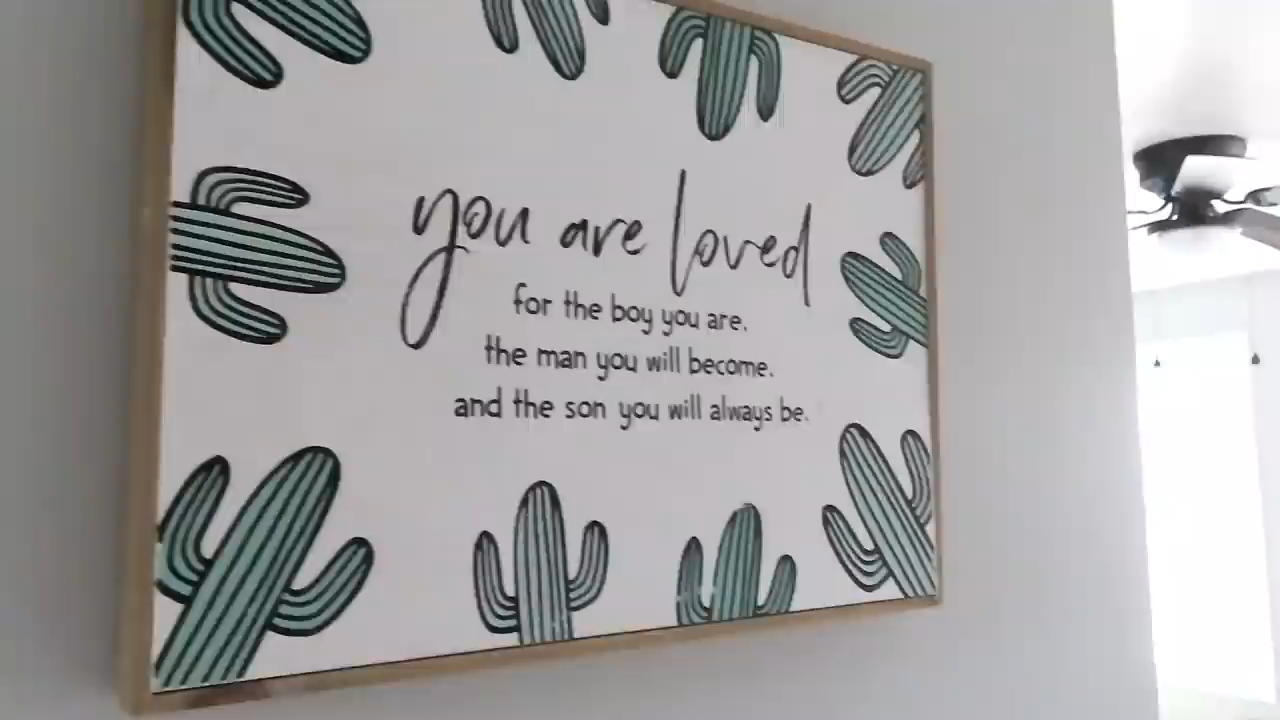 you are loved
for the boy you are.
the man you will become.
and the son you will always be.